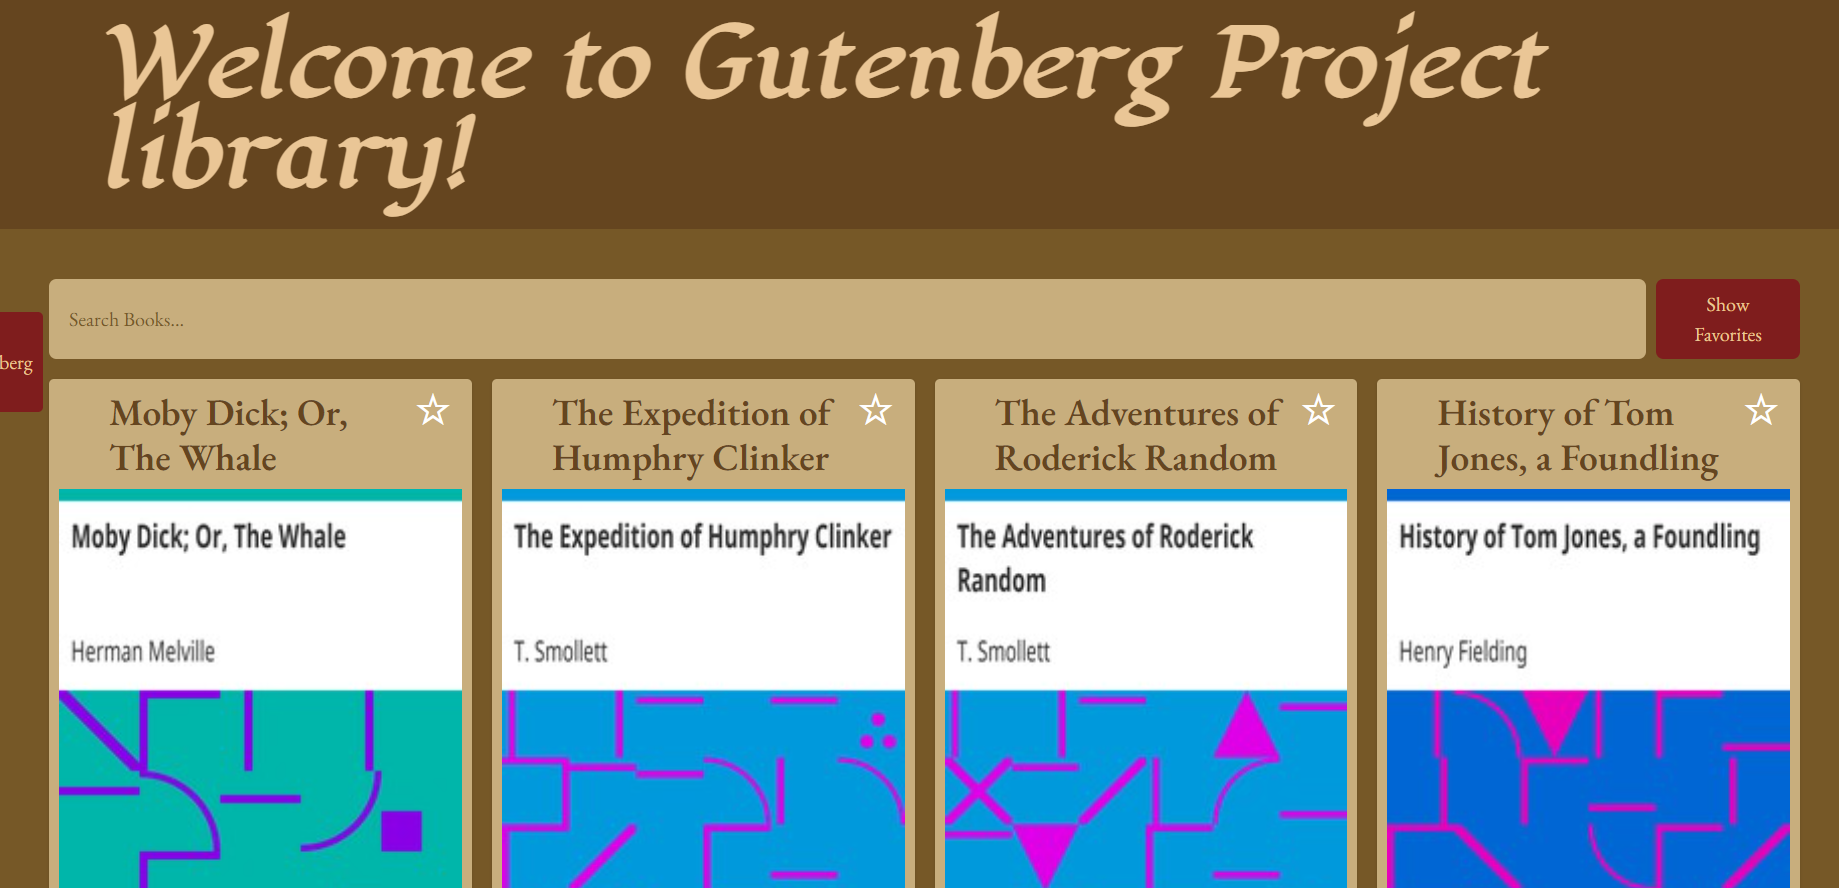 Welcome to Gutenberg Project
library!
Search Books...
Show
Favorites
berg
Moby Dick; Or,
The Whale
The Expedition of
Humphry Clinker
The Adventures of
Roderick Random
History of Tom
Jones, a Foundling
Moby Dick; Or, The Whale
Herman Melville
The Expedition of Humphry Clinker
T. Smollett
The Adventures of Roderick
Random
T. Smollett
History of Tom Jones, a Foundling
Henry Fielding